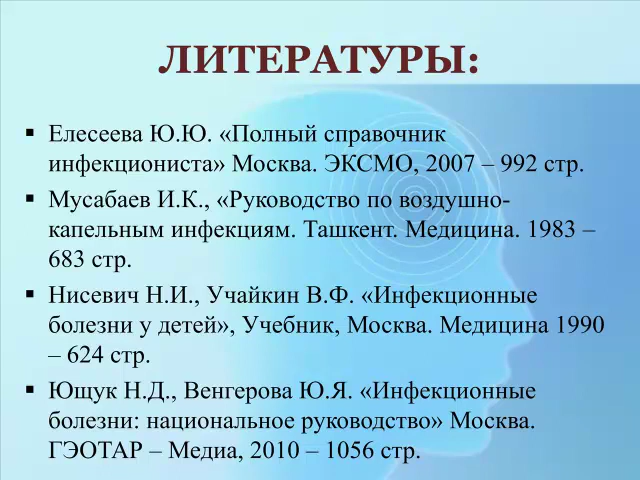 ЛИТЕРАТУРЫ:
▪ Елесеева Ю.Ю. «Полный справочник
инфекциониста» Москва. ЭКСМО, 2007 – 992 стр.
▪ Мусабаев И.К., «Руководство по воздушно-
капельным инфекциям. Ташкент. Медицина. 1983 –
683 стр.
▪ Нисевич Н.И., Учайкин В.Ф. «Инфекционные
болезни у детей», Учебник, Москва. Медицина 1990
– 624 стр.
▪ Ющук Н.Д., Венгерова Ю.Я. «Инфекционные
болезни: национальное руководство» Москва.
ГЭОТАР – Медиа, 2010 – 1056 стр.